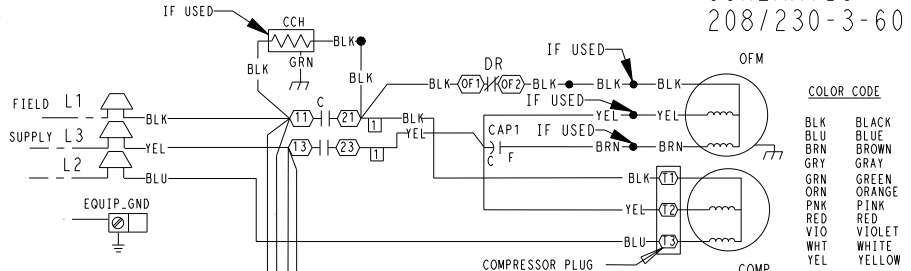 208/230-3-60
IF USED
CCH
BLK
GRN
BLK
BLK
IF USED
OFM
DR
BLK OF1 OF2 BLK BLK BLK
IF USED
FIELD L1
BLK
11 C 21
1
BLK
YEL YEL
SUPPLY L3
YEL
13 23
1
YEL
CAP1
C F
IF USED
BRN BRN
L2
BLU
BLK T1
EQUIP_GND
YEL T2
BLU T3
COMPRESSOR PLUG
COMP
COLOR CODE
BLK BLACK
BLU BLUE
BRN BROWN
GRY GRAY
GRN GREEN
ORN ORANGE
PNK PINK
RED RED
VIO VIOLET
WHT WHITE
YEL YELLOW